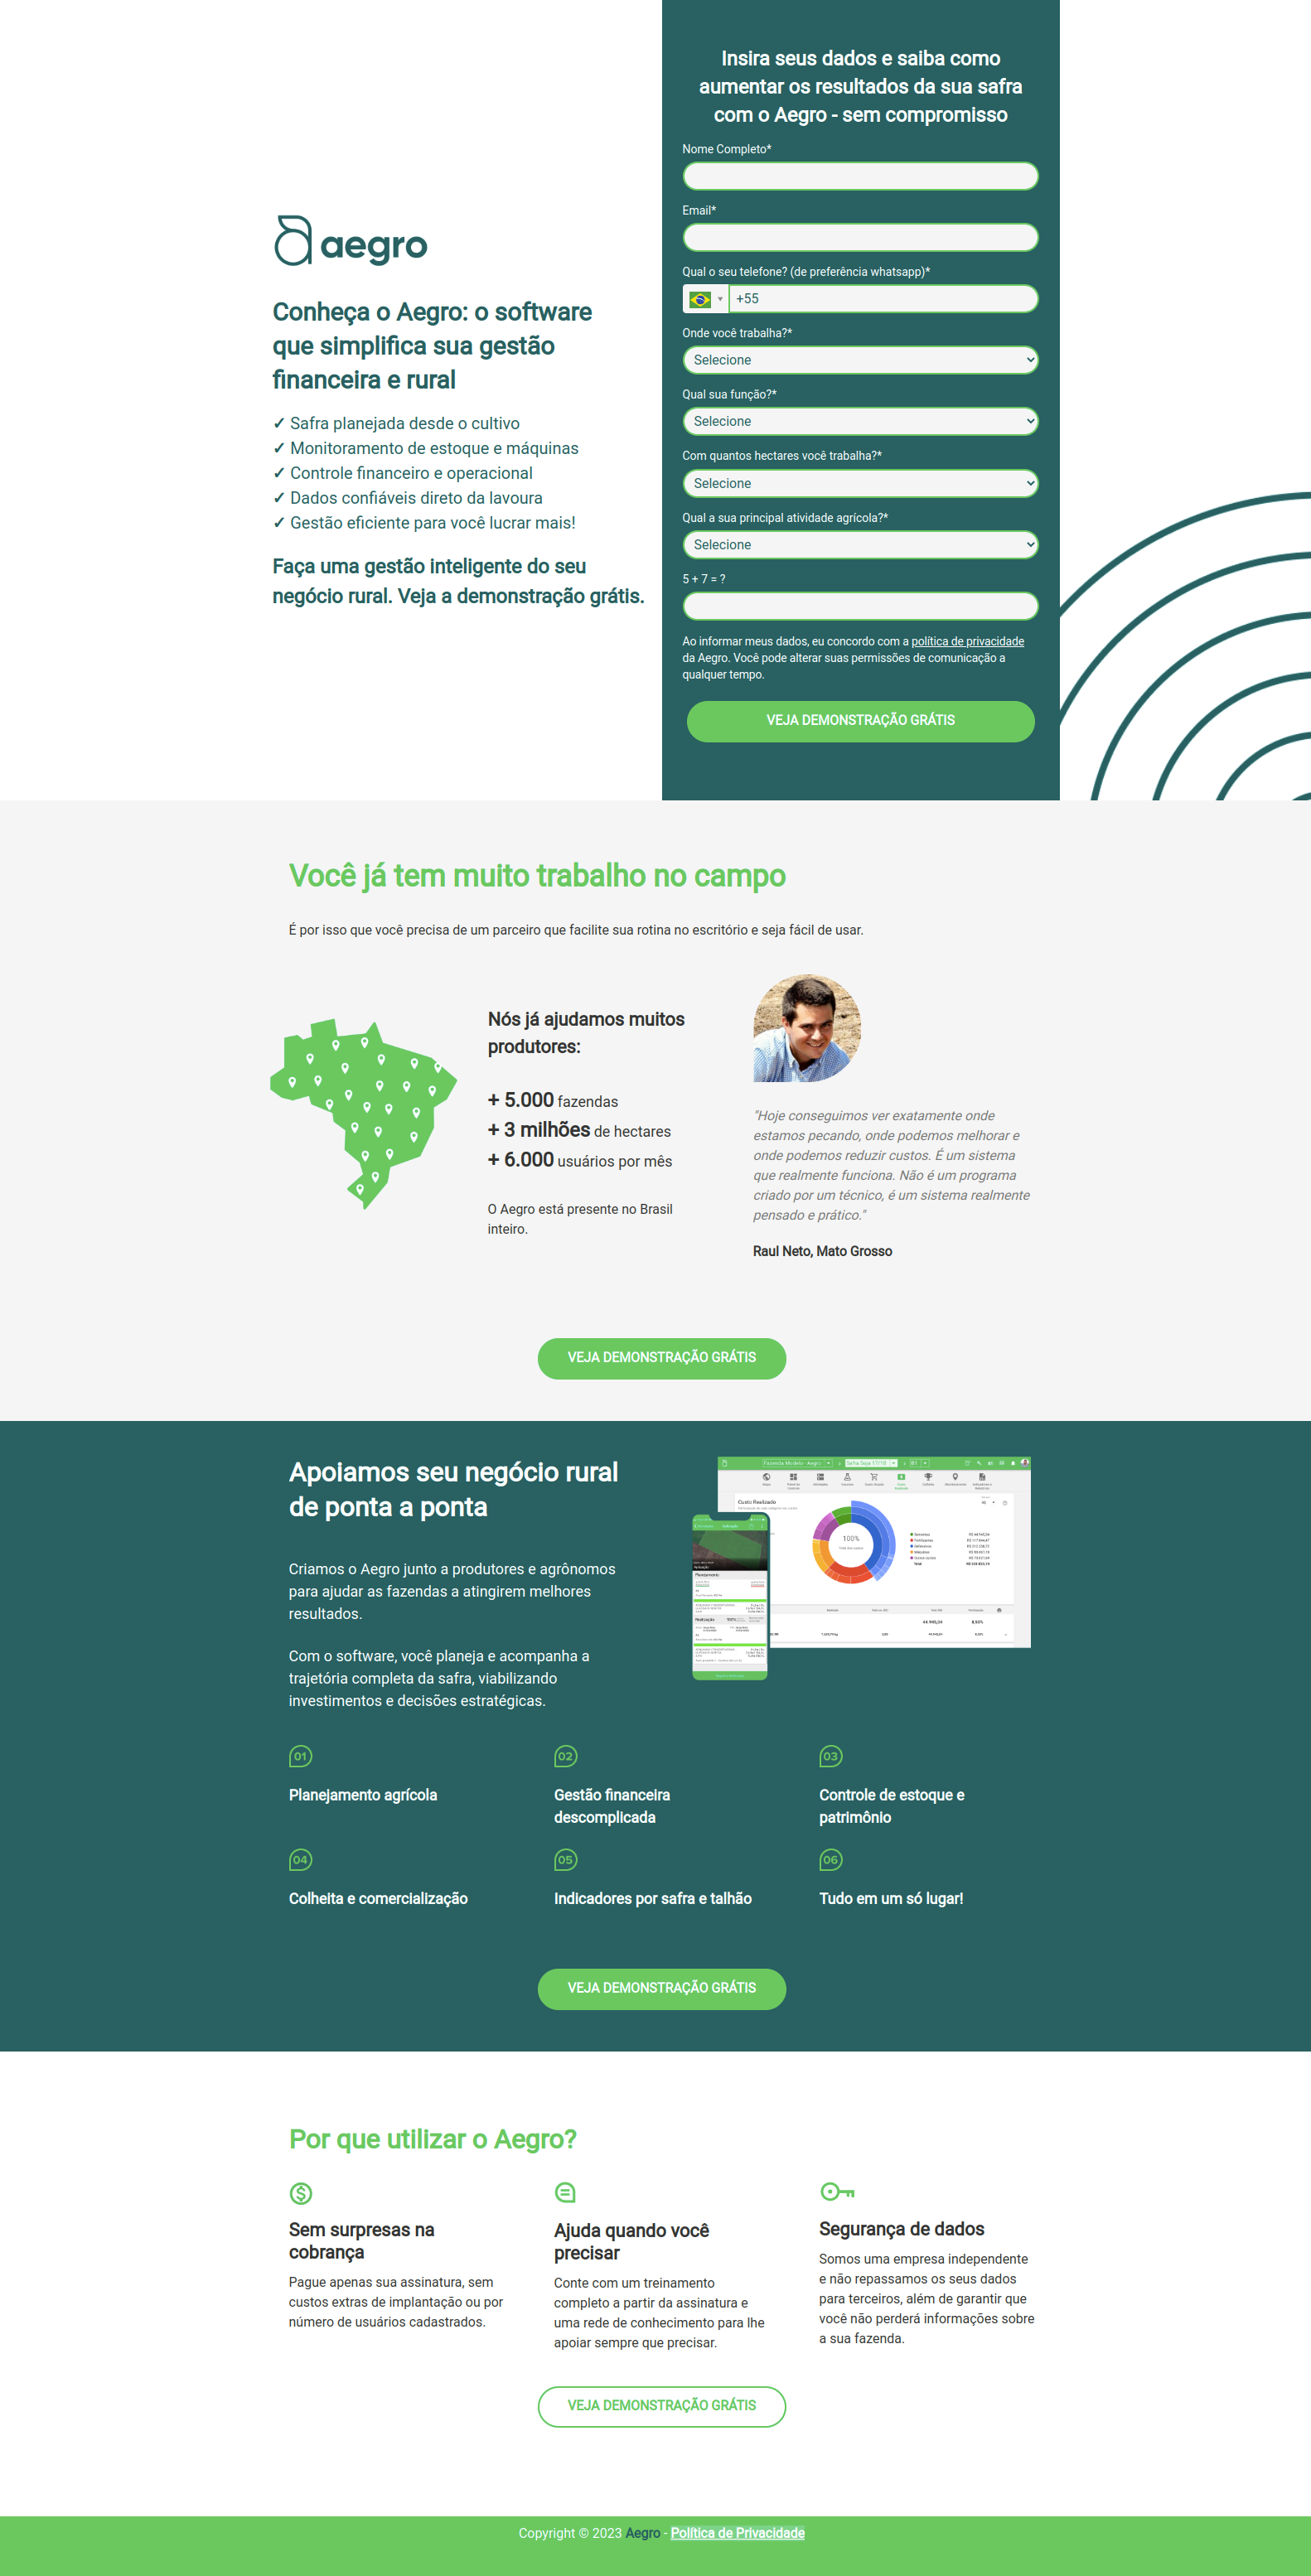 aegro
Conheça o Aegro: o software
que simplifica sua gestão
financeira e rural
✓ Safra planejada desde o cultivo
✓ Monitoramento de estoque e máquinas
✓ Controle financeiro e operacional
✓ Dados confiáveis direto da lavoura
✓ Gestão eficiente para você lucrar mais!
Faça uma gestão inteligente do seu
negócio rural. Veja a demonstração grátis.
Insira seus dados e saiba como
aumentar os resultados da sua safra
com o Aegro - sem compromisso
Nome Completo*
Email*
Qual o seu telefone? (de preferência whatsapp)*
+55
Onde você trabalha?*
Selecione
Qual sua função?*
Selecione
Com quantos hectares você trabalha?*
Selecione
Qual a sua principal atividade agrícola?*
Selecione
5 + 7 = ?
Ao informar meus dados, eu concordo com a política de privacidade
da Aegro. Você pode alterar suas permissões de comunicação a
qualquer tempo.
VEJA DEMONSTRAÇÃO GRÁTIS
Você já tem muito trabalho no campo
É por isso que você precisa de um parceiro que facilite sua rotina no escritório e seja fácil de usar.
Nós já ajudamos muitos
produtores:
+ 5.000 fazendas
+ 3 milhões de hectares
+ 6.000 usuários por mês
O Aegro está presente no Brasil
inteiro.
"Hoje conseguimos ver exatamente onde
estamos pecando, onde podemos melhorar e
onde podemos reduzir custos. É um sistema
que realmente funciona. Não é um programa
criado por um técnico, é um sistema realmente
pensado e prático."
Raul Neto, Mato Grosso
VEJA DEMONSTRAÇÃO GRÁTIS
Apoiamos seu negócio rural
de ponta a ponta
Criamos o Aegro junto a produtores e agrônomos
para ajudar as fazendas a atingirem melhores
resultados.
Com o software, você planeja e acompanha a
trajetória completa da safra, viabilizando
investimentos e decisões estratégicas.
Custo Realizado
100%
01
Planejamento agrícola
02
Gestão financeira
descomplicada
03
Controle de estoque e
patrimônio
04
Colheita e comercialização
05
Indicadores por safra e talhão
06
Tudo em um só lugar!
VEJA DEMONSTRAÇÃO GRÁTIS
Por que utilizar o Aegro?
Sem surpresas na
cobrança
Pague apenas sua assinatura, sem
custos extras de implantação ou por
número de usuários cadastrados.
Ajuda quando você
precisar
Conte com um treinamento
completo a partir da assinatura e
uma rede de conhecimento para lhe
apoiar sempre que precisar.
Segurança de dados
Somos uma empresa independente
e não repassamos os seus dados
para terceiros, além de garantir que
você não perderá informações sobre
a sua fazenda.
VEJA DEMONSTRAÇÃO GRÁTIS
Copyright © 2023 Aegro - Política de Privacidade